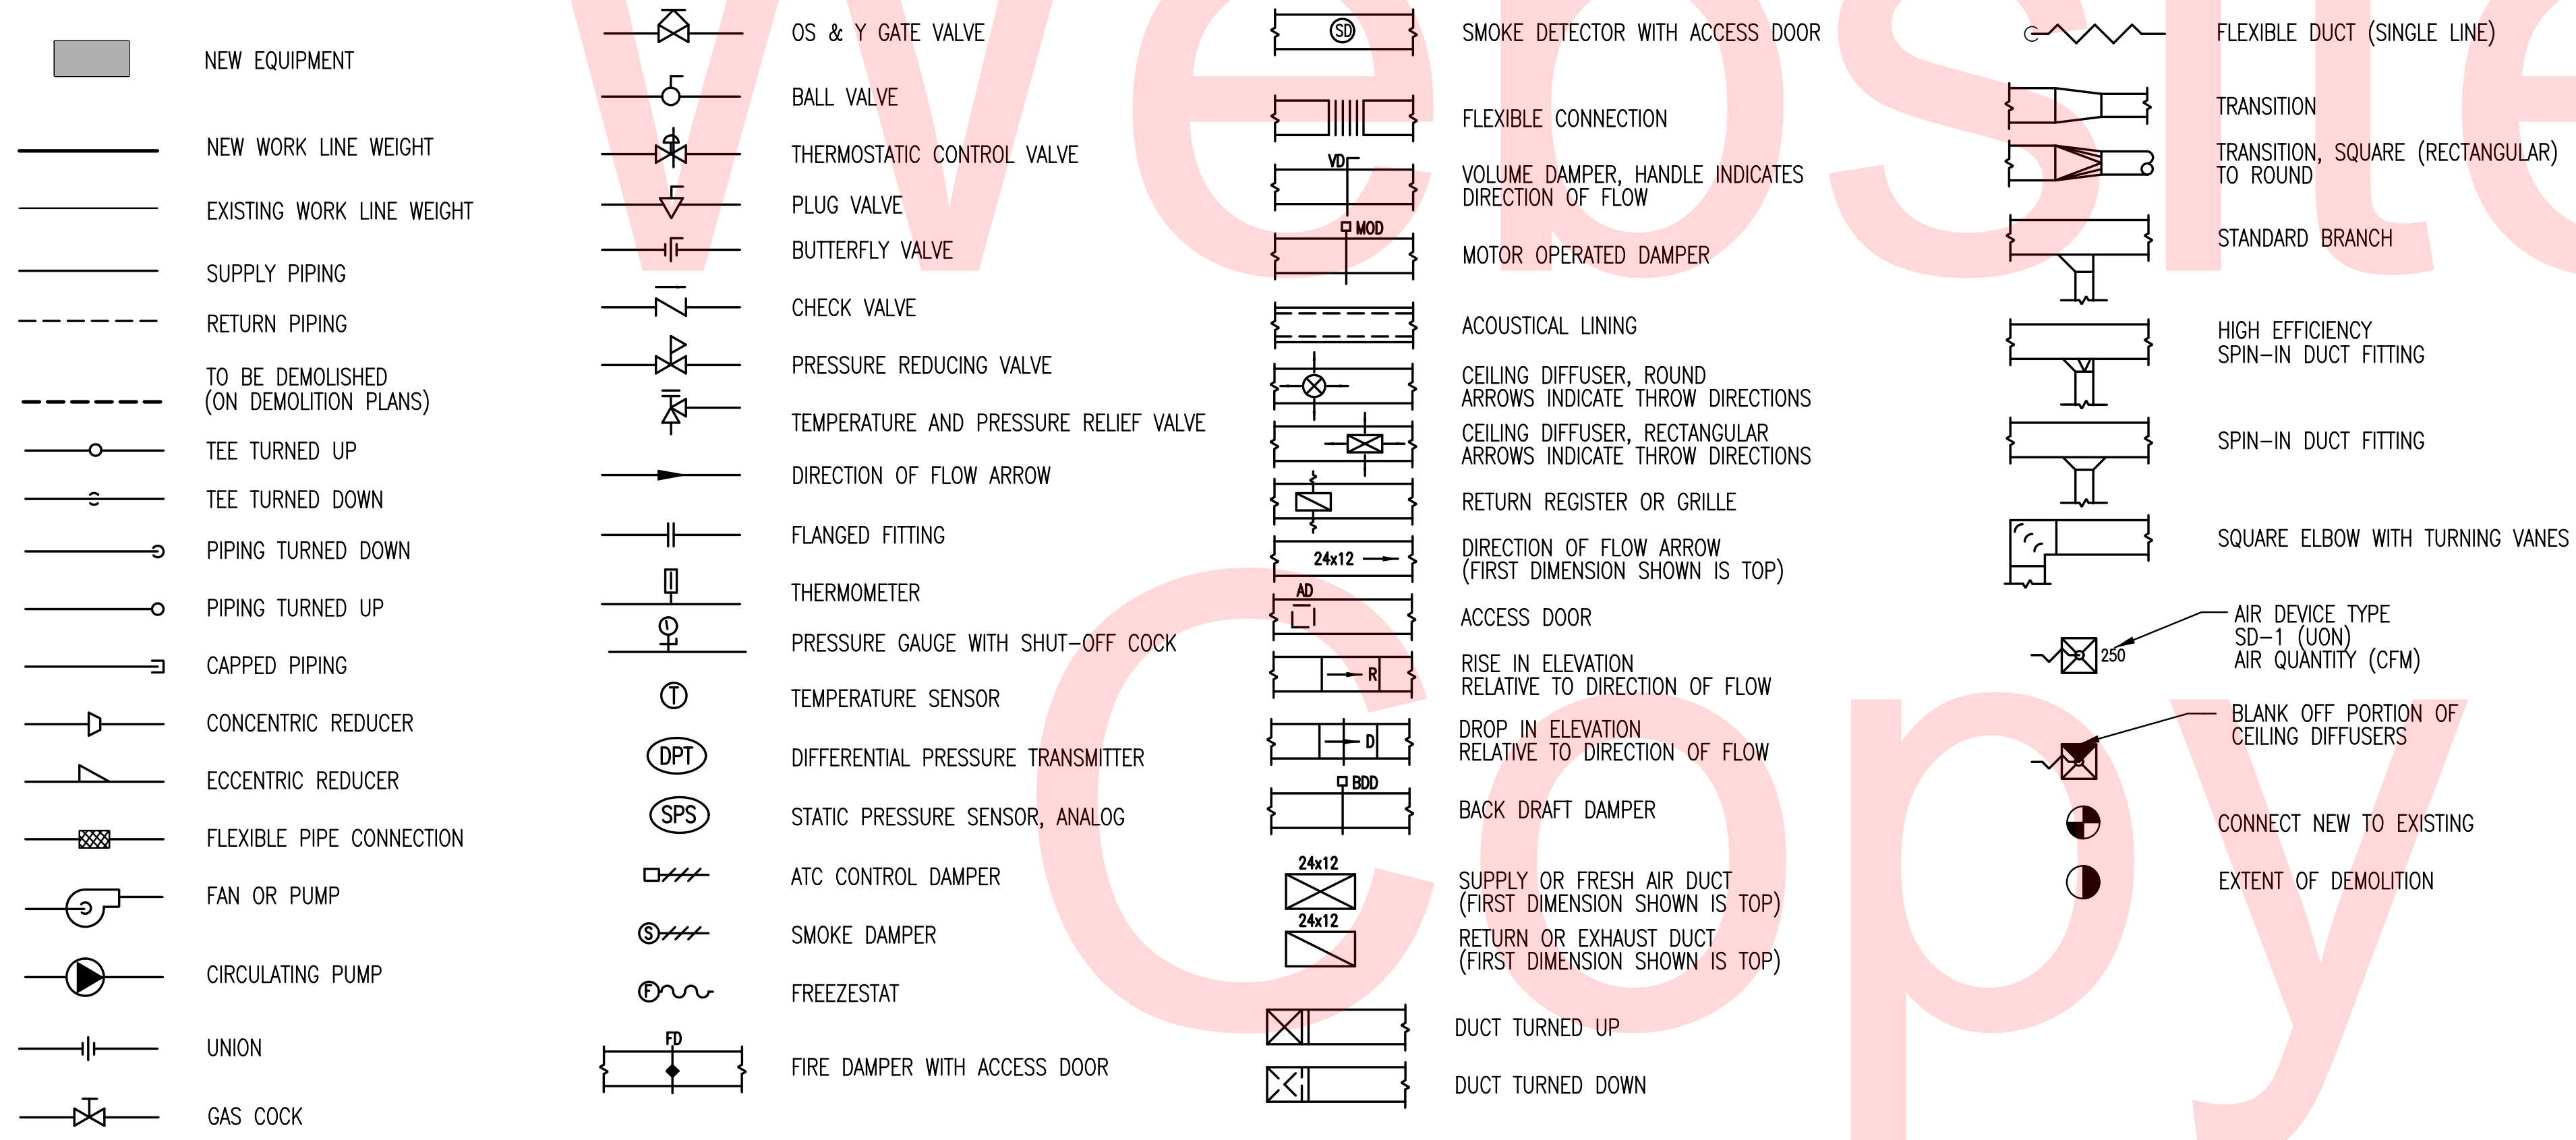 NEW EQUIPMENT
NEW WORK LINE WEIGHT
EXISTING WORK LINE WEIGHT
SUPPLY PIPING
RETURN PIPING
TO BE DEMOLISHED
(ON DEMOLITION PLANS)
TEE TURNED UP
TEE TURNED DOWN
PIPING TURNED DOWN
PIPING TURNED UP
CAPPED PIPING
CONCENTRIC REDUCER
ECCENTRIC REDUCER
FLEXIBLE PIPE CONNECTION
FAN OR PUMP
CIRCULATING PUMP
UNION
GAS COCK
OS & Y GATE VALVE
BALL VALVE
THERMOSTATIC CONTROL VALVE
PLUG VALVE
BUTTERFLY VALVE
CHECK VALVE
PRESSURE REDUCING VALVE
TEMPERATURE AND PRESSURE RELIEF VALVE
DIRECTION OF FLOW ARROW
FLANGED FITTING
THERMOMETER
PRESSURE GAUGE WITH SHUT-OFF COCK
T TEMPERATURE SENSOR
DPT DIFFERENTIAL PRESSURE TRANSMITTER
SPS STATIC PRESSURE SENSOR, ANALOG
ATC CONTROL DAMPER
S SMOKE DAMPER
F FREEZESTAT
FD
FIRE DAMPER WITH ACCESS DOOR
SD SMOKE DETECTOR WITH ACCESS DOOR
FLEXIBLE CONNECTION
VD
VOLUME DAMPER, HANDLE INDICATES
DIRECTION OF FLOW
MOD
MOTOR OPERATED DAMPER
ACOUSTICAL LINING
CEILING DIFFUSER, ROUND
ARROWS INDICATE THROW DIRECTIONS
CEILING DIFFUSER, RECTANGULAR
ARROWS INDICATE THROW DIRECTIONS
RETURN REGISTER OR GRILLE
24x12
DIRECTION OF FLOW ARROW
(FIRST DIMENSION SHOWN IS TOP)
AD
ACCESS DOOR
R
RISE IN ELEVATION
RELATIVE TO DIRECTION OF FLOW
D
DROP IN ELEVATION
RELATIVE TO DIRECTION OF FLOW
BDD
BACK DRAFT DAMPER
24x12
SUPPLY OR FRESH AIR DUCT
(FIRST DIMENSION SHOWN IS TOP)
24x12
RETURN OR EXHAUST DUCT
(FIRST DIMENSION SHOWN IS TOP)
DUCT TURNED UP
DUCT TURNED DOWN
FLEXIBLE DUCT (SINGLE LINE)
TRANSITION
TRANSITION, SQUARE (RECTANGULAR)
TO ROUND
STANDARD BRANCH
HIGH EFFICIENCY
SPIN-IN DUCT FITTING
SPIN-IN DUCT FITTING
SQUARE ELBOW WITH TURNING VANES
250
AIR DEVICE TYPE
SD-1 (UON)
AIR QUANTITY (CFM)
BLANK OFF PORTION OF
CEILING DIFFUSERS
CONNECT NEW TO EXISTING
EXTENT OF DEMOLITION
Website
Copy